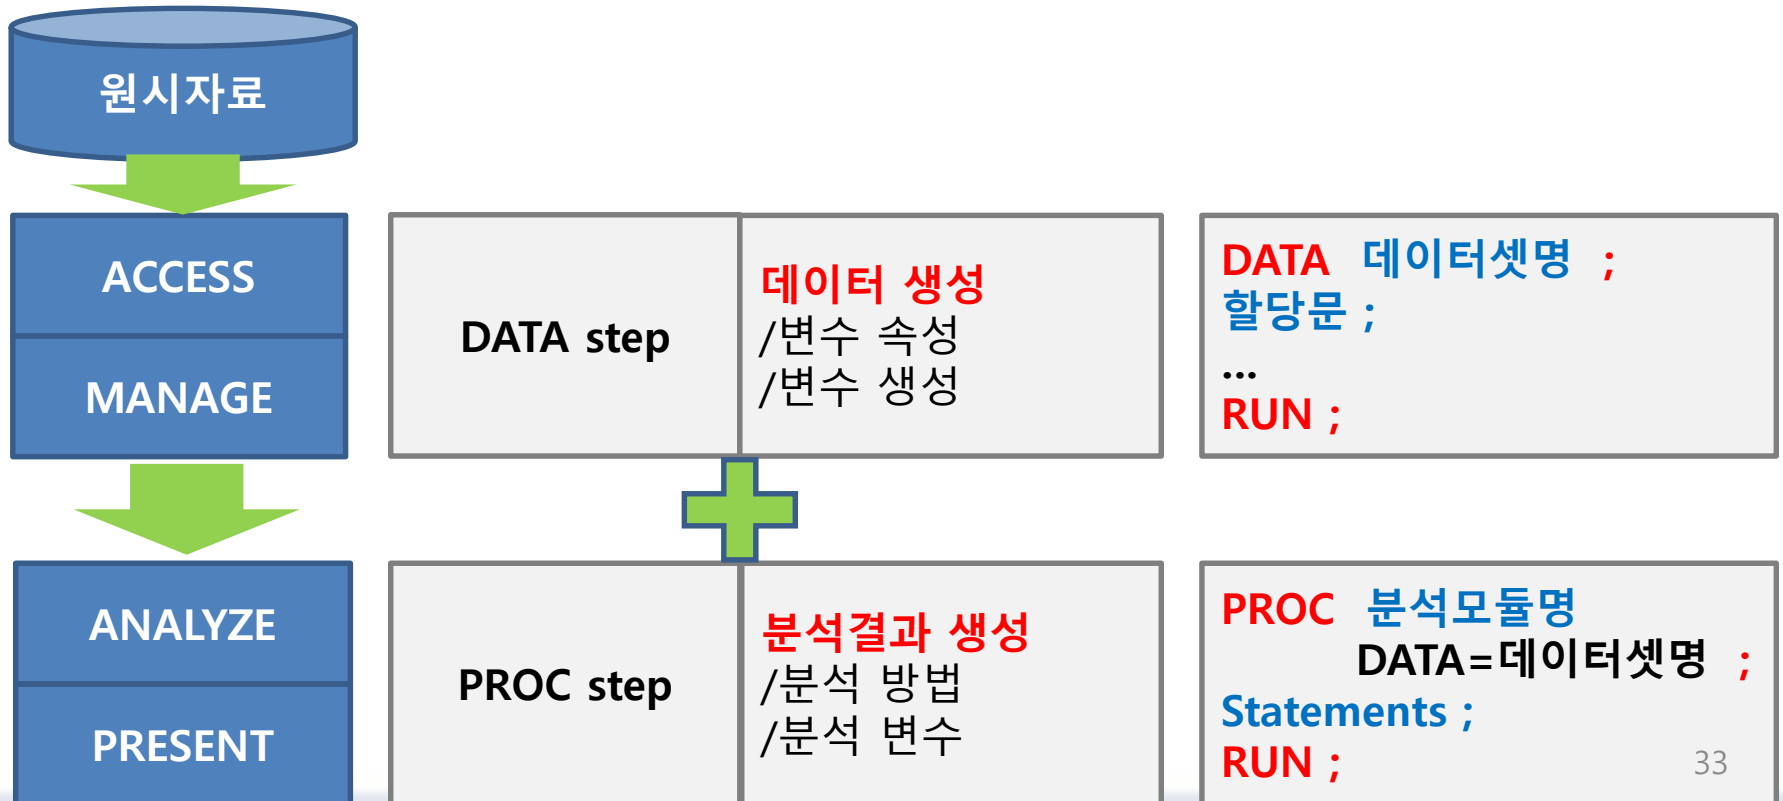 원시자료
ACCESS
MANAGE
DATA step
데이터 생성
/변수 속성
/변수 생성
DATA 데이터셋명 ;
할당문 ;
...
RUN ;
ANALYZE
PRESENT
PROC step
분석결과 생성
/분석 방법
/분석 변수
PROC 분석모듈명
DATA=데이터셋명 ;
Statements ;
RUN ;
33